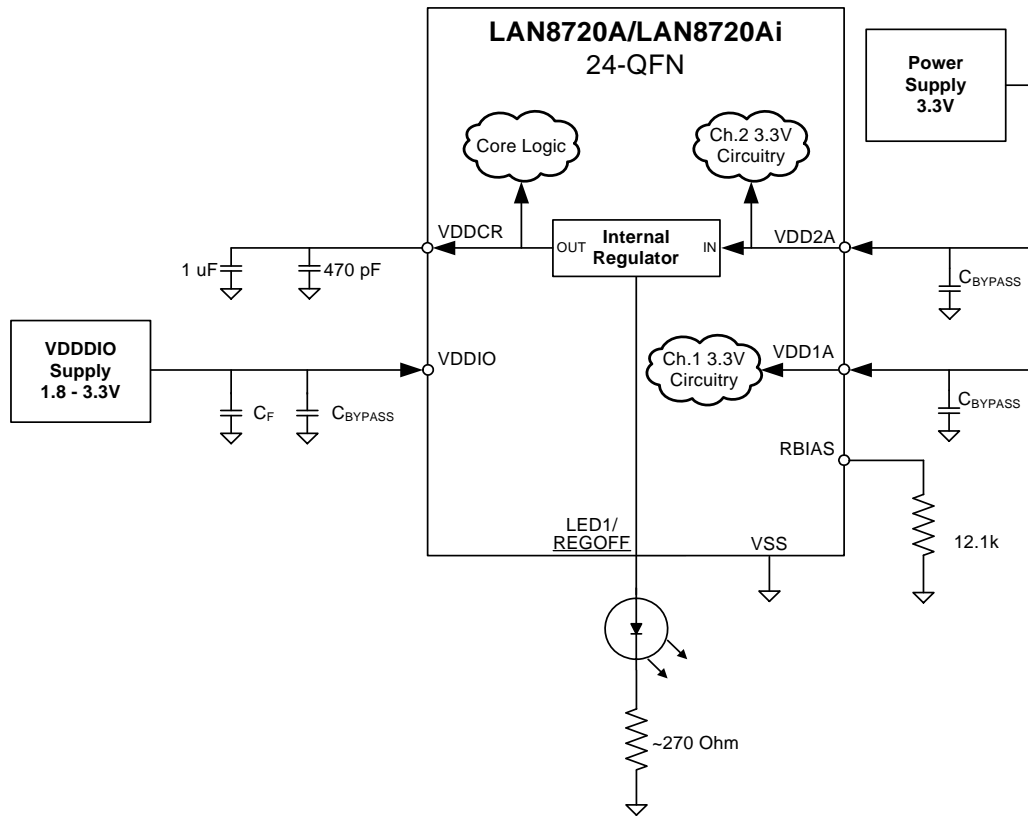 LAN8720A/LAN8720Ai
24-QFN
Power
Supply
3.3V
Core Logic
Ch.2 3.3V
Circuitry
VDDCR
OUT
Internal
Regulator
IN
VDD2A
1 uF
470 pF
CBYPASS
VDDDIO
Supply
1.8 - 3.3V
VDDIO
Ch.1 3.3V
Circuitry
VDD1A
CF
CBYPASS
CBYPASS
RBIAS
12.1k
LED1/
REGOFF
VSS
~270 Ohm